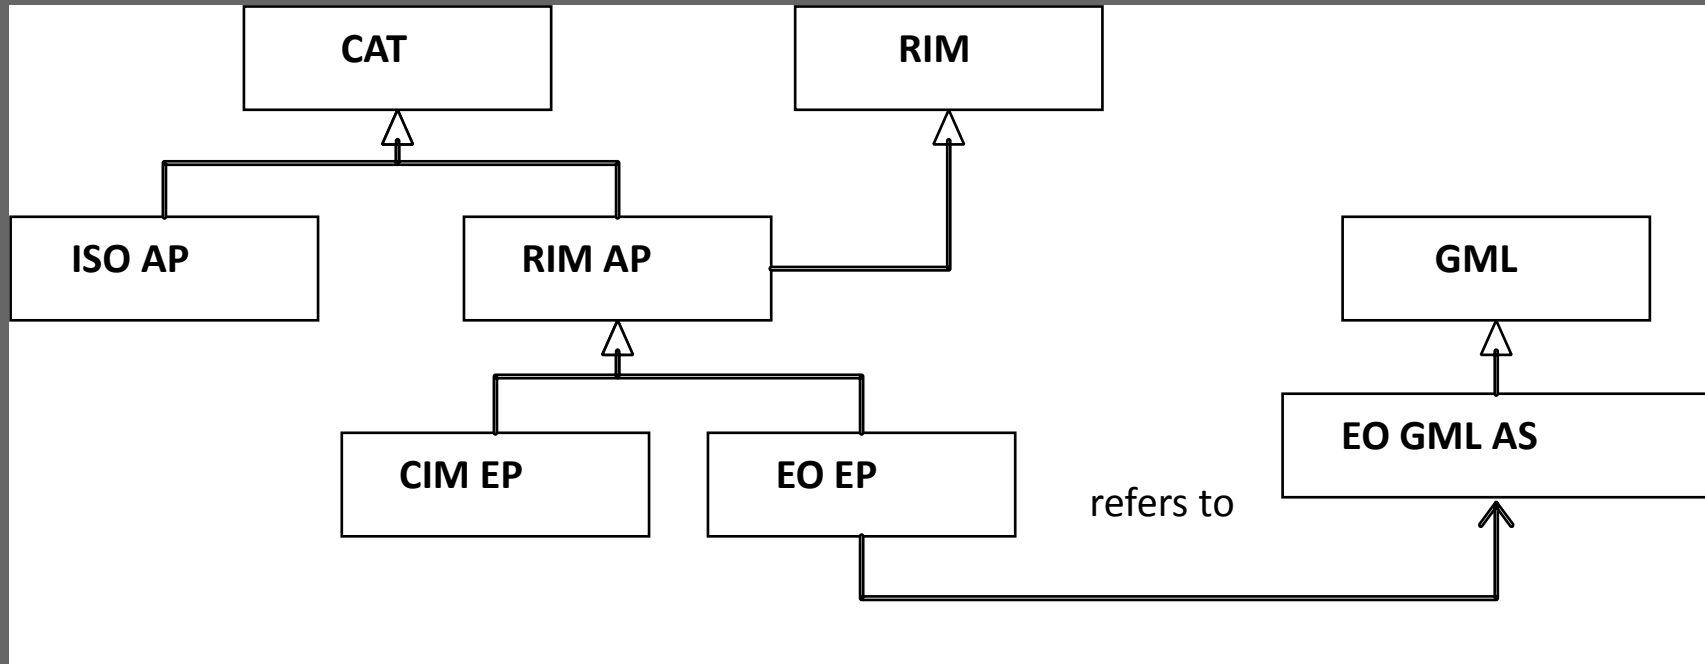 CAT
RIM
ISO AP
RIM AP
GML
EO GML AS
CIM EP
EO EP
refers to